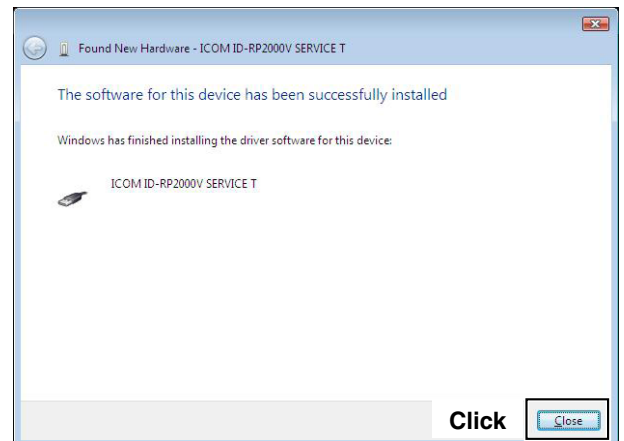 Found New Hardware - ICOM ID-RP2000V SERVICE T
The software for this device has been successfully installed
Windows has finished installing the driver software for this device:
ICOM ID-RP2000V SERVICE T
Click Close